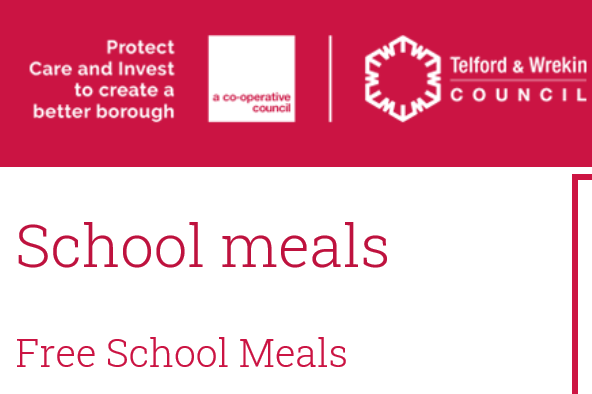 Protect
Care and Invest
to create a
better borough
a co-operative
council
Telford & Wrekin
COUNCIL
School meals
Free School Meals